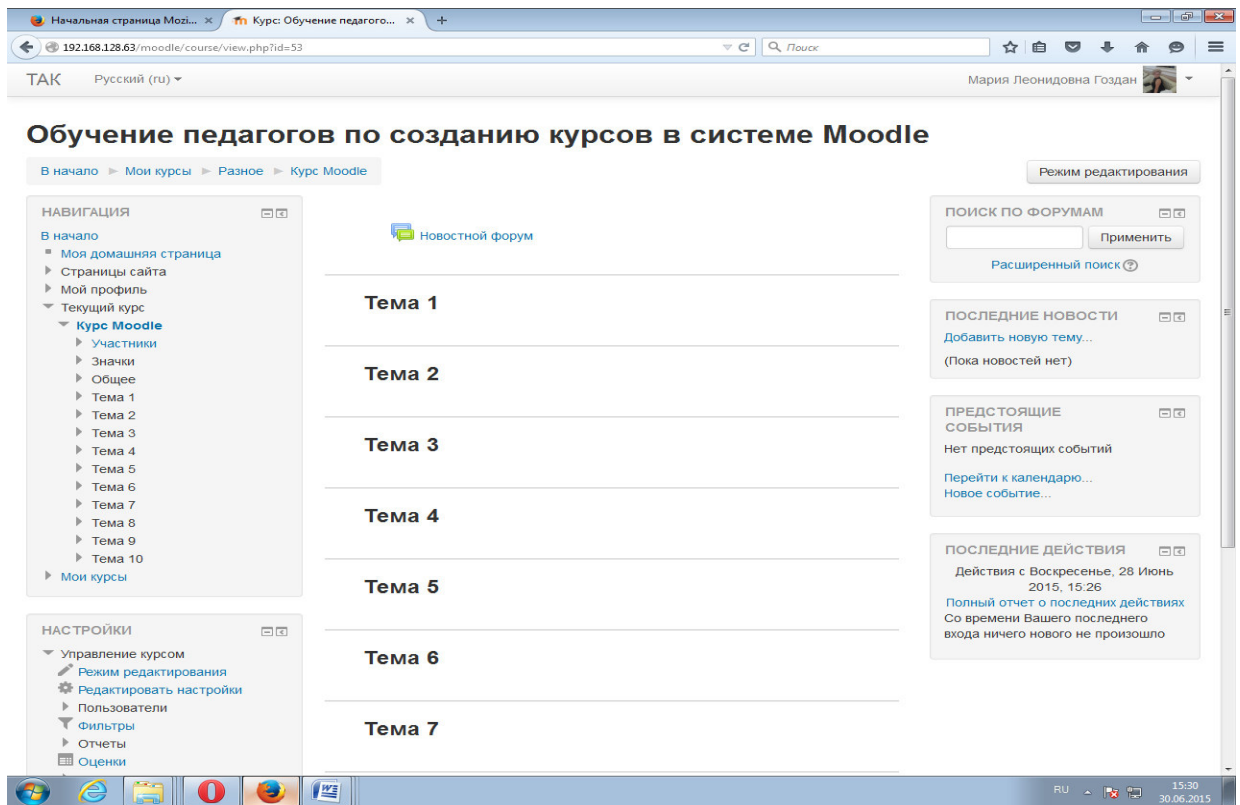 Начальная страница Mozi...
Курс: Обучение педагого...
192.168.128.63/moodle/course/view.php?id=53
Поиск
ТАК
Русский (ru)
Мария Леонидовна Гоздан
Обучение педагогов по созданию курсов в системе Moodle
В начало Мои курсы Разное Курс Moodle
Режим редактирования
НАВИГАЦИЯ
В начало
Моя домашняя страница
Страницы сайта
Мой профиль
Текущий курс
Курс Moodle
Участники
Значки
Общее
Тема 1
Тема 2
Тема 3
Тема 4
Тема 5
Тема 6
Тема 7
Тема 8
Тема 9
Тема 10
Мои курсы
НАСТРОЙКИ
Управление курсом
Режим редактирования
Редактировать настройки
Пользователи
Фильтры
Отчеты
Оценки
Новостной форум
Тема 1
Тема 2
Тема 3
Тема 4
Тема 5
Тема 6
Тема 7
ПОИСК ПО ФОРУМАМ
Применить
Расширенный поиск
ПОСЛЕДНИЕ НОВОСТИ
Добавить новую тему...
(Пока новостей нет)
ПРЕДСТОЯЩИЕ
СОБЫТИЯ
Нет предстоящих событий
Перейти к календарю...
Новое событие...
ПОСЛЕДНИЕ ДЕЙСТВИЯ
Действия с Воскресенье, 28 Июнь
2015, 15:26
Полный отчет о последних действиях
Со времени Вашего последнего
входа ничего нового не произошло
RU
15:30
30.06.2015